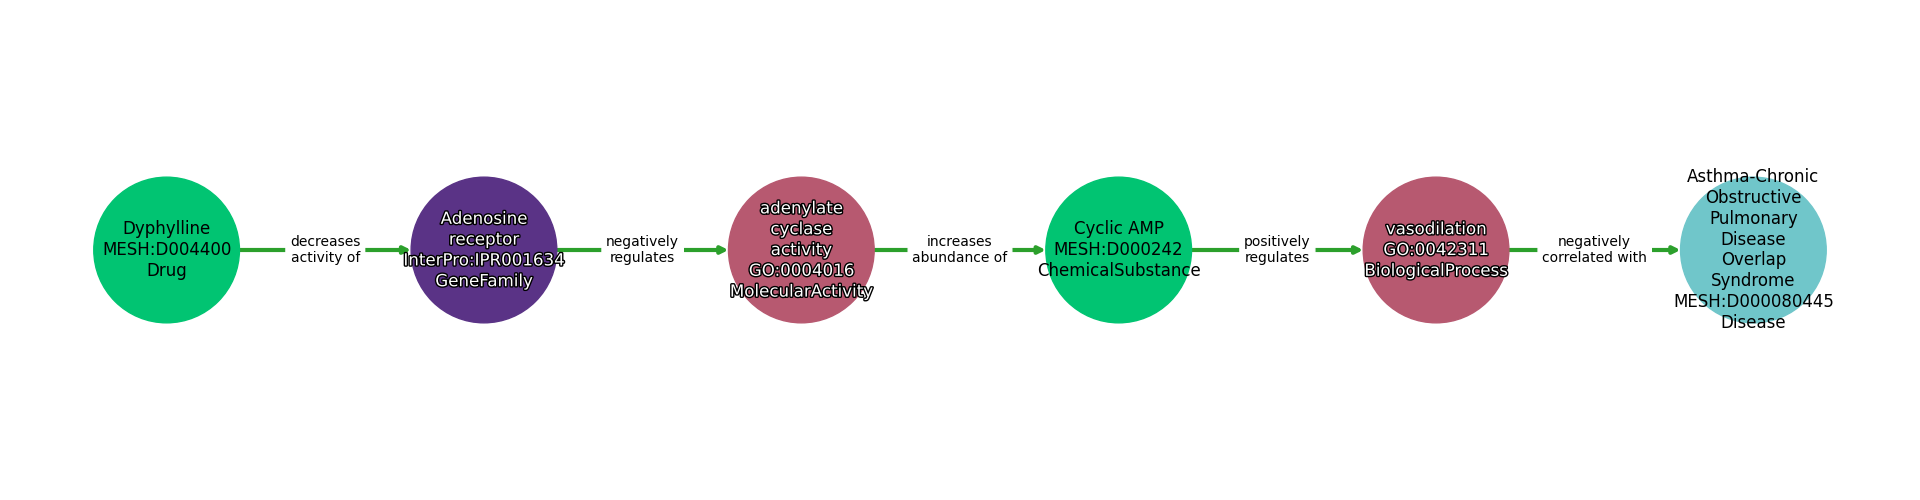 Dyphylline
MESH:D004400
Drug
decreases
activity of
Adenosine
receptor
InterPro:IPR001634
GeneFamily
negatively
regulates
adenylate
cyclase
activity
GO:0004016
MolecularActivity
increases
abundance of
Cyclic AMP
MESH:D000242
ChemicalSubstance
positively
regulates
vasodilation
GO:0042311
BiologicalProcess
negatively
correlated with
Asthma-Chronic
Obstructive
Pulmonary
Disease
Overlap
Syndrome
MESH:D000080445
Disease